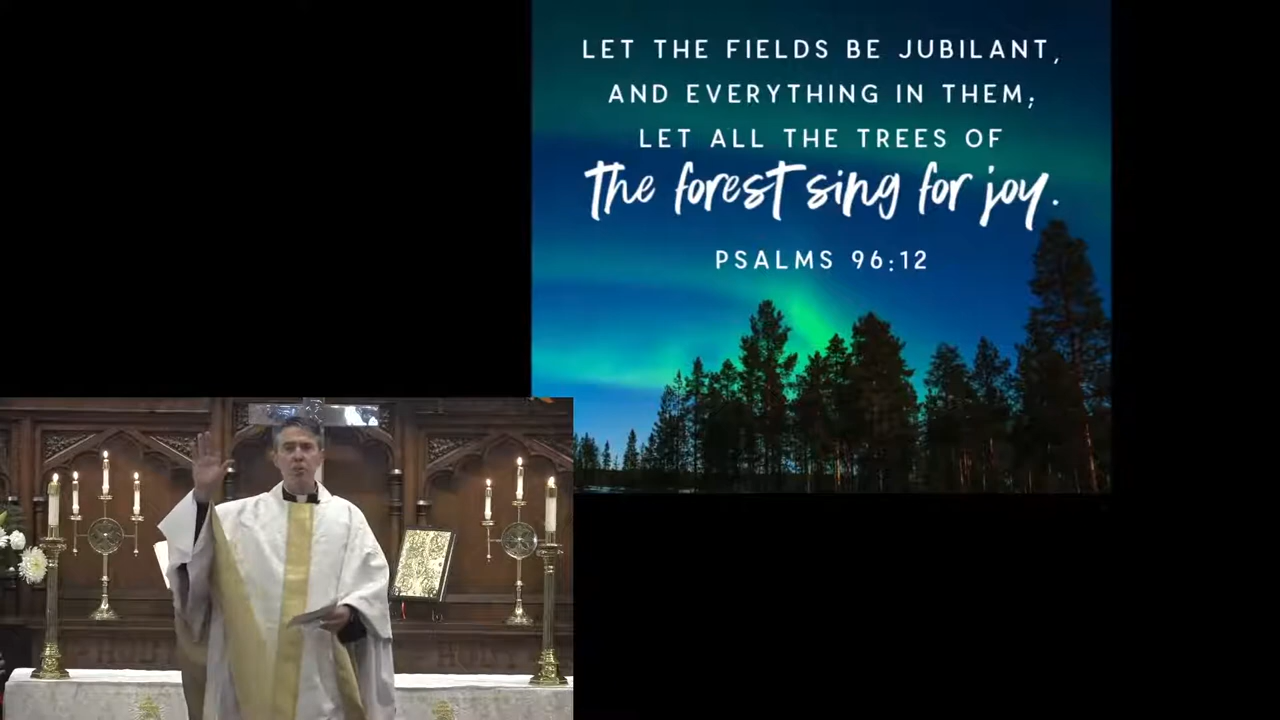 LET THE FIELDS BE JUBILANT,
AND EVERYTHING IN THEM;
LET ALL THE TREES OF
the forest sing for joy.
PSALMS 96:12